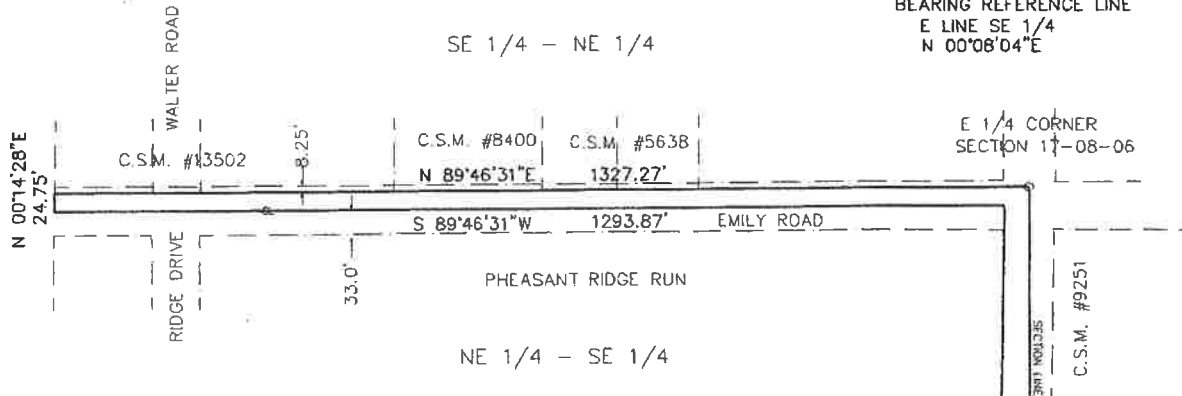 BEARING REFERENCE LINE
E LINE SE 1/4
N 00°08'04"E
SE 1/4 - NE 1/4
WALTER ROAD
N 00°14'28"E
24.75'
C.S.M. #13502
8.25'
C.S.M. #8400
C.S.M. #5638
E 1/4 CORNER
SECTION 17-08-06
N 89°46'31"E 1327.27'
S 89°46'31"W 1293.87' EMILY ROAD
RIDGE DRIVE
33.0'
PHEASANT RIDGE RUN
NE 1/4 - SE 1/4
SECTION LINE
C.S.M. #9251